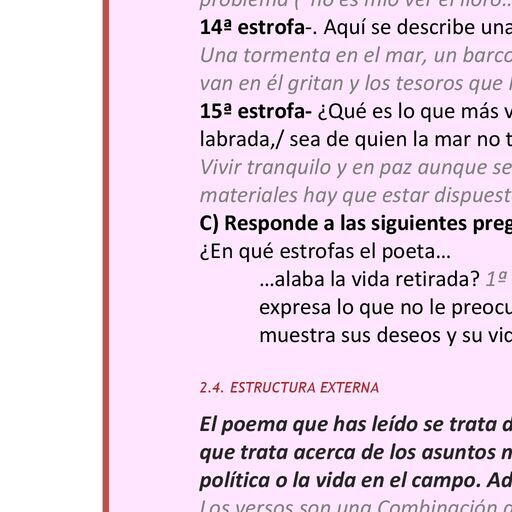 problema ( "no es mío ver el lloro...
14ª estrofa-. Aquí se describe una
Una tormenta en el mar, un barco
van en él gritan y los tesoros que
15ª estrofa- ¿Qué es lo que más v
labrada,/ sea de quien la mar no t
Vivir tranquilo y en paz aunque se
materiales hay que estar dispuest
C) Responde a las siguientes preg
¿En qué estrofas el poeta…
…alaba la vida retirada? 1ª
expresa lo que no le preocu
muestra sus deseos y su vid
2.4. ESTRUCTURA EXTERNA
El poema que has leído se trata d
que trata acerca de los asuntos m
política o la vida en el campo. Ad
Los versos son una Combinación